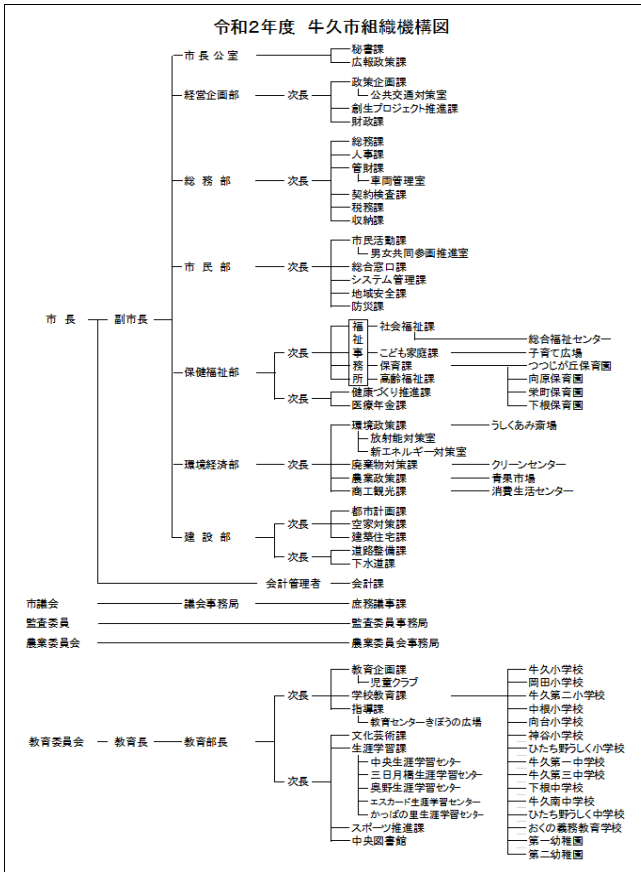 令和2年度 牛久市組織機構図
市長公室
秘書課
広報政策課
経営企画部 次長 政策企画課
公共交通対策室
創生プロジェクト推進課
財政課
総務課
人事課
管財課
総務部 次長 車両管理室
契約検査課
税務課
収納課
市民活動課
男女共同参画推進室
市民部 次長 総合窓口課
システム管理課
地域安全課
防災課
市長 副市長
保健福祉部
次長 福祉事務所 社会福祉課
総合福祉センター
こども家庭課 子育て広場
保育課 つつじが丘保育園
高齢福祉課 向原保育園
次長 健康づくり推進課 栄町保育園
医療年金課 下根保育園
環境政策課 うしくあみ斎場
放射能対策室
新エネルギー対策室
環境経済部 次長 廃棄物対策課 クリーンセンター
農業政策課 青果市場
商工観光課 消費生活センター
建設部
次長 都市計画課
空家対策課
建築住宅課
次長 道路整備課
下水道課
会計管理者 会計課
市議会 議会事務局 庶務議事課
監査委員 監査委員事務局
農業委員会 農業委員会事務局
教育委員会 教育長 教育部長
次長 教育企画課
児童クラブ
学校教育課
指導課
教育センターきぼうの広場
次長 文化芸術課
生涯学習課
中央生涯学習センター
三日月橋生涯学習センター
奥野生涯学習センター
エスカード生涯学習センター
かっぱの里生涯学習センター
スポーツ推進課
中央図書館
牛久小学校
岡田小学校
牛久第二小学校
中根小学校
向台小学校
神谷小学校
ひたち野うしく小学校
牛久第一中学校
牛久第三中学校
下根中学校
牛久南中学校
ひたち野うしく中学校
おくの義務教育学校
第一幼稚園
第二幼稚園